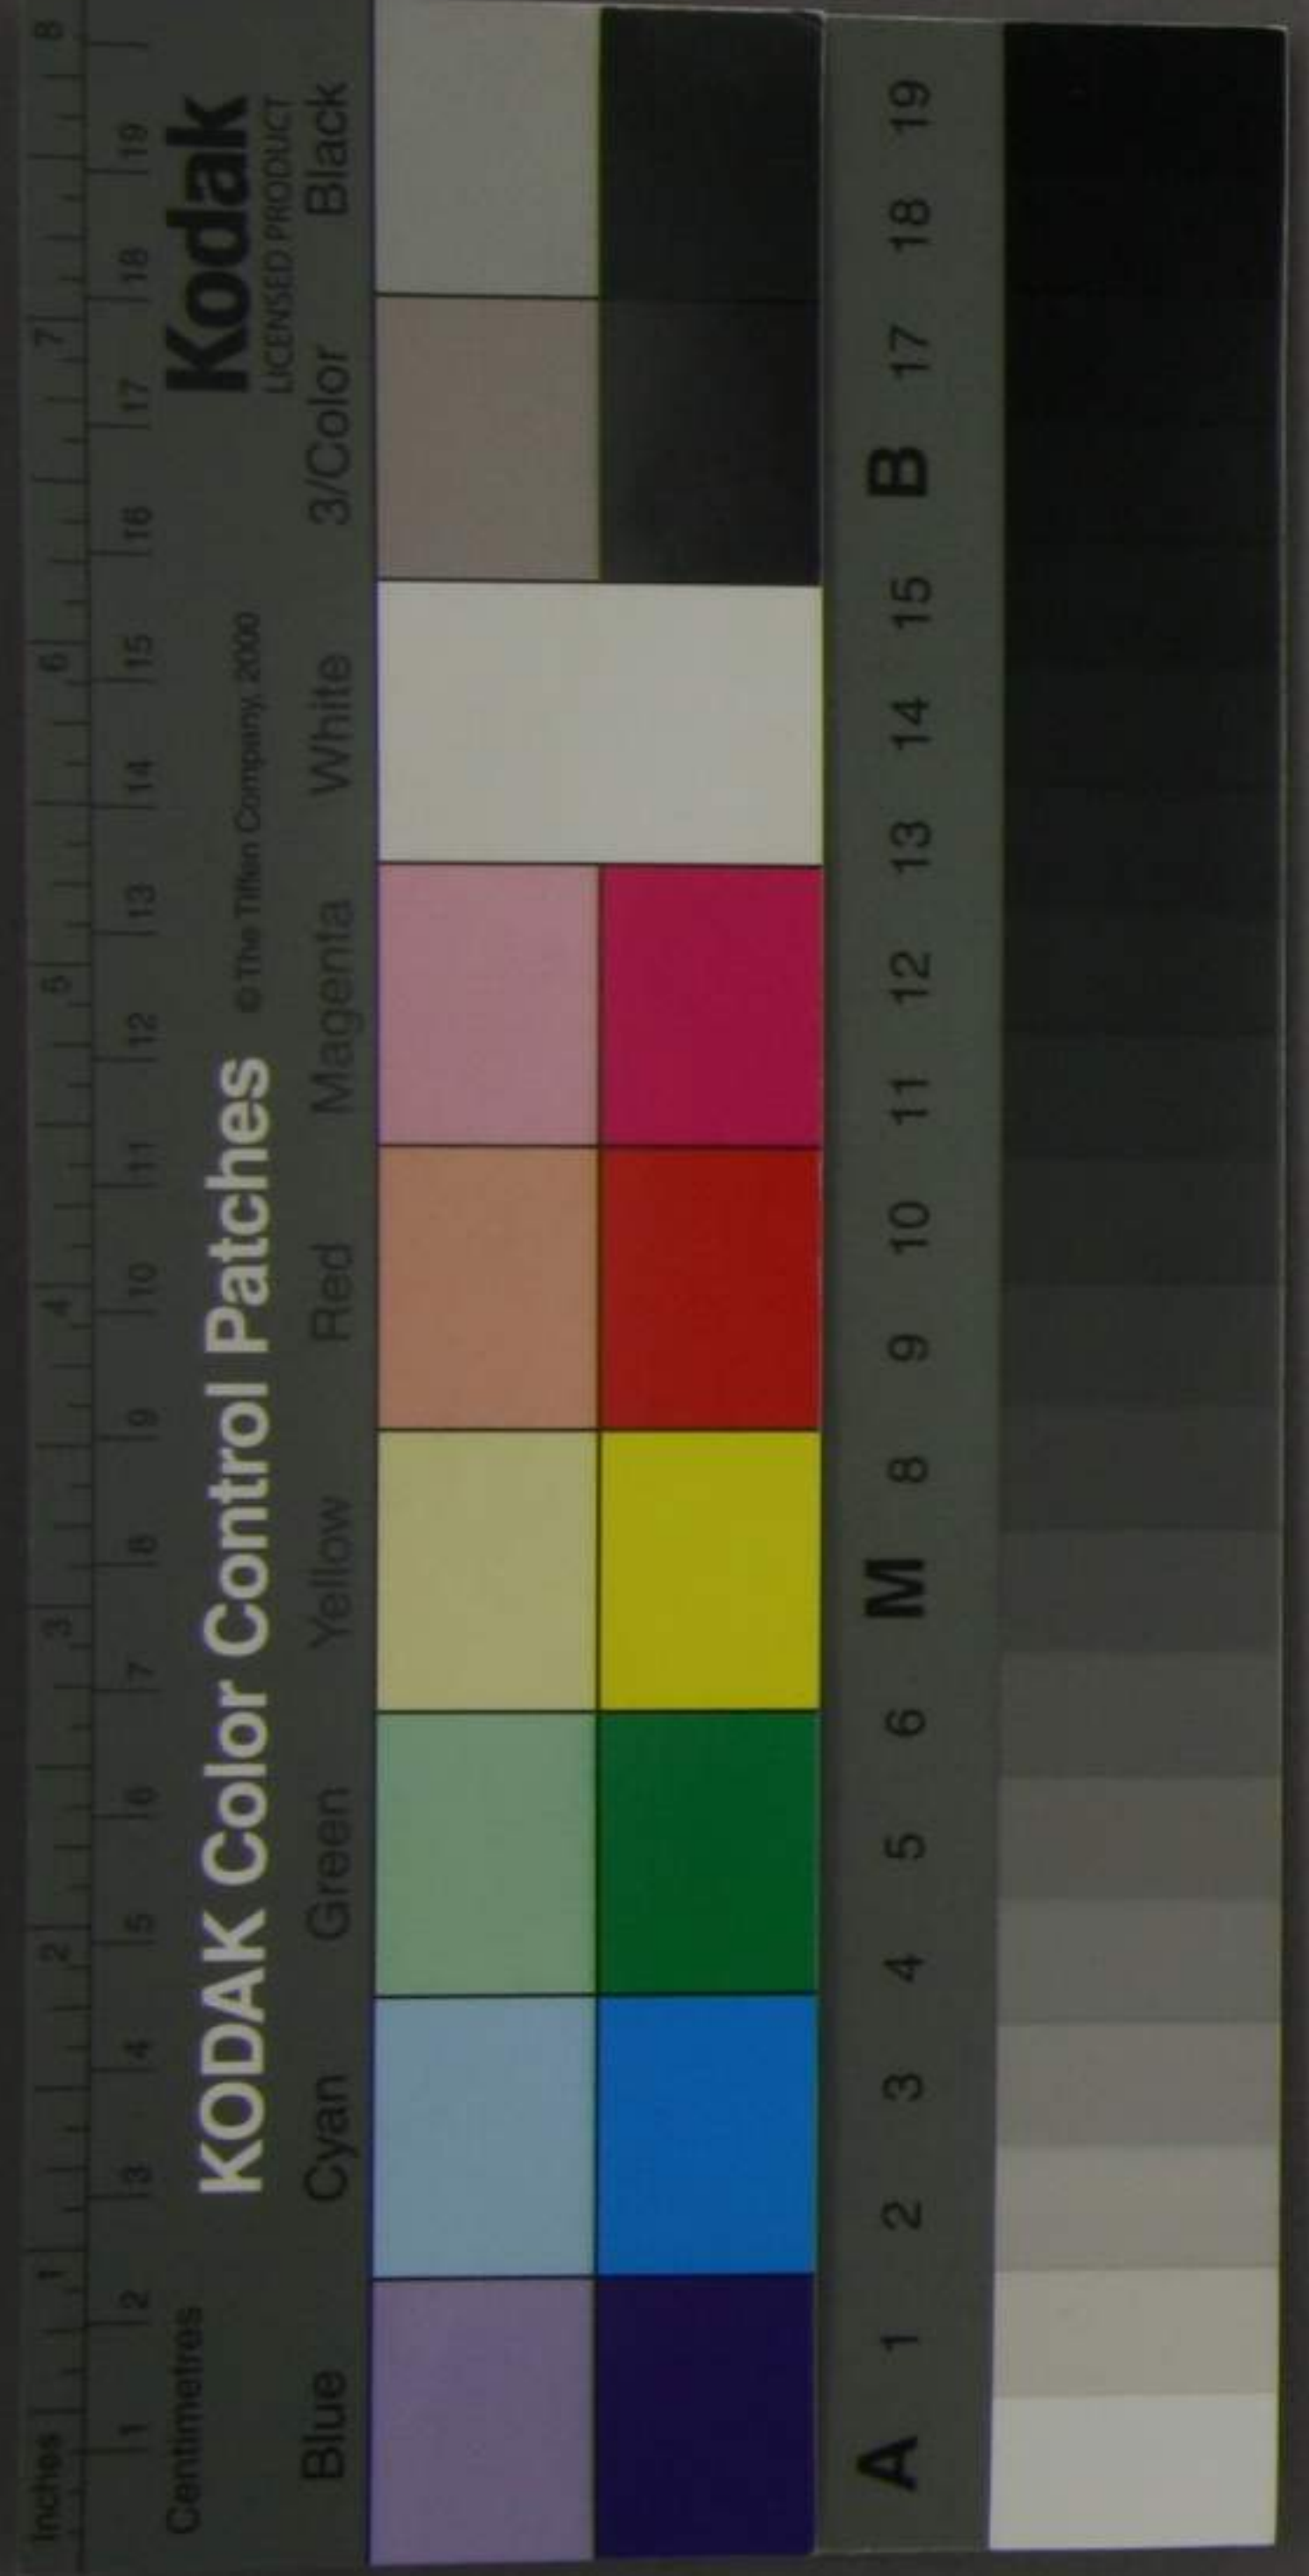 Inches 1 2 3 4 5 6 7 8
Centimetres 1 2 3 4 5 6 7 8 9 10 11 12 13 14 15 16 17 18 19
KODAK Color Control Patches © The Tiffen Company, 2000 Kodak
LICENSED PRODUCT
Blue Cyan Green Yellow Red Magenta White 3/Color Black
A 1 2 3 4 5 6 M 8 9 10 11 12 13 14 15 B 17 18 19